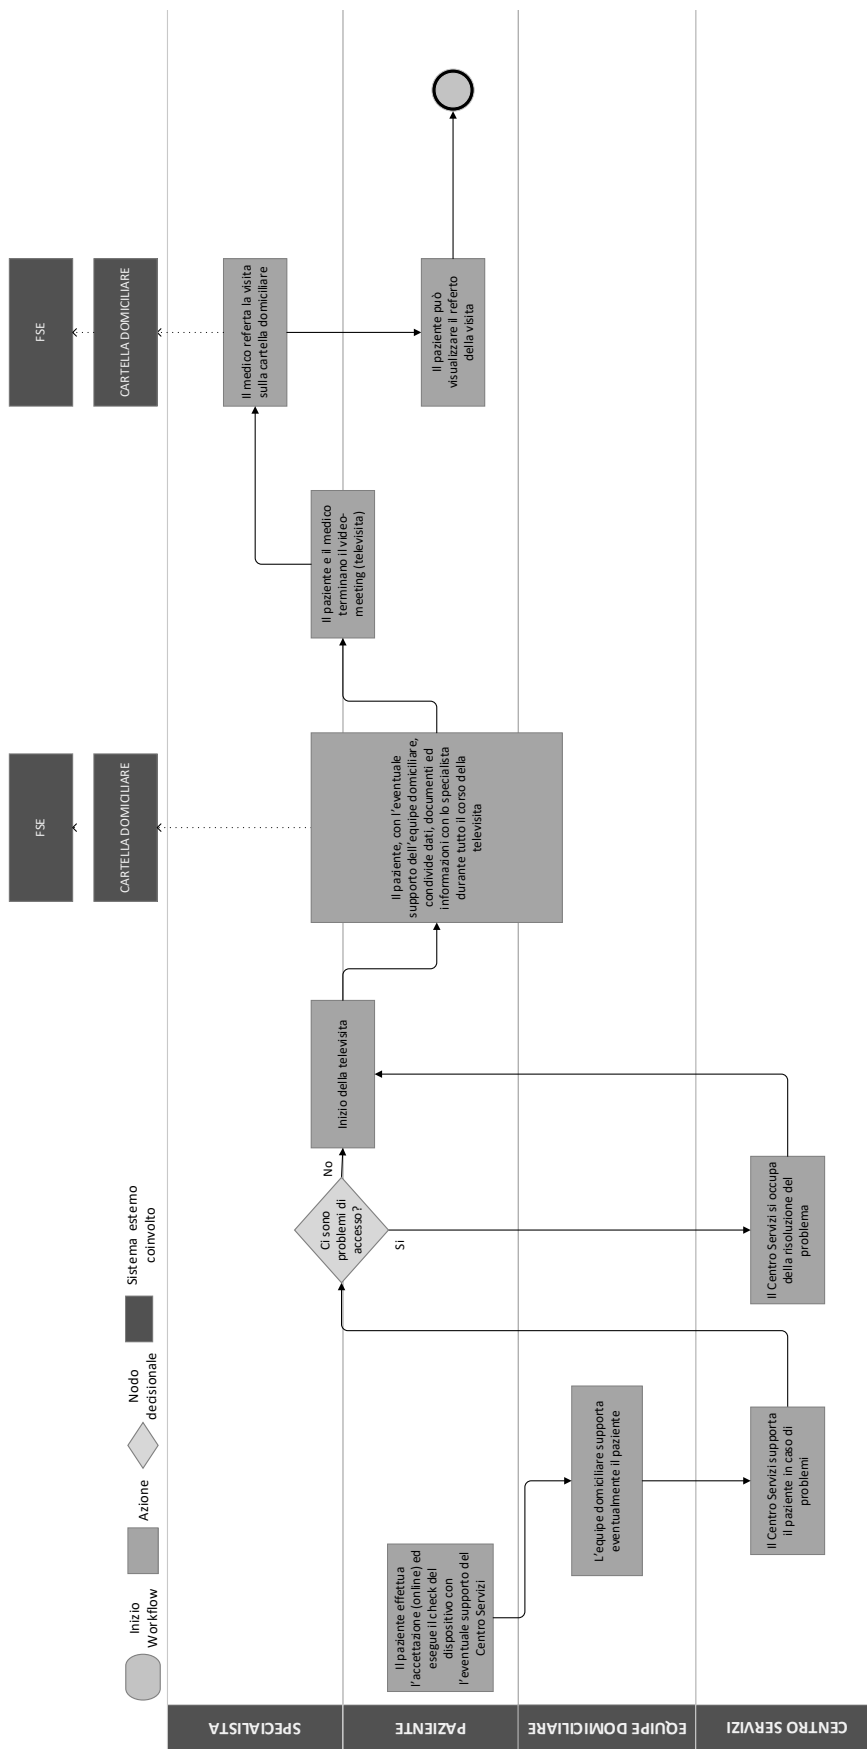 Inizio
Workflow
Azione
Nodo
decisionale
Sistema esterno
coinvolto
SPECIALISTA
PAZIENTE
EQUIPE DOMICILIARE
CENTRO SERVIZI
Il paziente effettua
l'accettazione (online) ed
esegue il check del
dispositivo con
l'eventuale supporto del
Centro Servizi
L'equipe domiciliare supporta
eventualmente il paziente
Il Centro Servizi supporta
il paziente in caso di
problemi
Ci sono
problemi di
accesso?
No
Si
Il Centro Servizi si occupa
della risoluzione del
problema
Inizio della televisita
Il paziente, con l'eventuale
supporto dell'equipe domiciliare,
condivide dati, documenti ed
informazioni con lo specialista
durante tutto il corso della
televisita
CARTELLA DOMICILIARE
FSE
Il paziente e il medico
terminano il video-
meeting (televisita)
Il medico referta la visita
sulla cartella domiciliare
CARTELLA DOMICILIARE
FSE
Il paziente può
visualizzare il referto
della visita